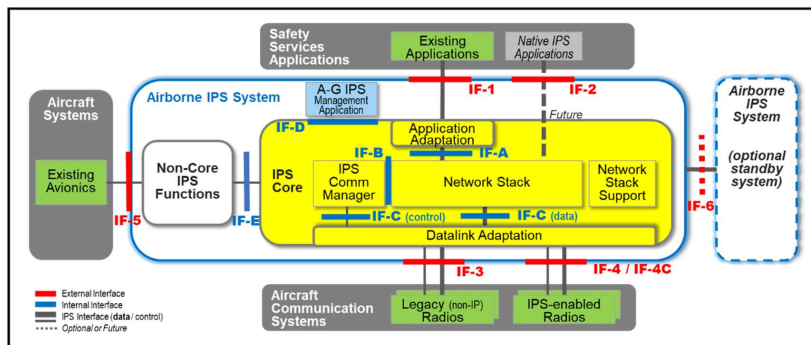 Safety
Services
Applications
Existing
Applications
Native IPS
Applications
IF-1
IF-2
Airborne IPS System
A-G IPS
Management
Application
Future
Aircraft
Systems
Existing
Avionics
IF-5
Non-Core
IPS
Functions
IF-E
IF-D
IPS
Core
Application
Adaptation
IF-B
IF-A
IPS
Comm
Manager
Network Stack
Network
Stack
Support
IF-C (control)
IF-C (data)
Datalink Adaptation
IF-6
Airborne
IPS
System
(optional
standby
system)
IF-3
IF-4 / IF-4C
Aircraft
Communication
Systems
Legacy (non-IP)
Radios
IPS-enabled
Radios
External Interface
Internal Interface
IPS Interface (data / control)
Optional or Future